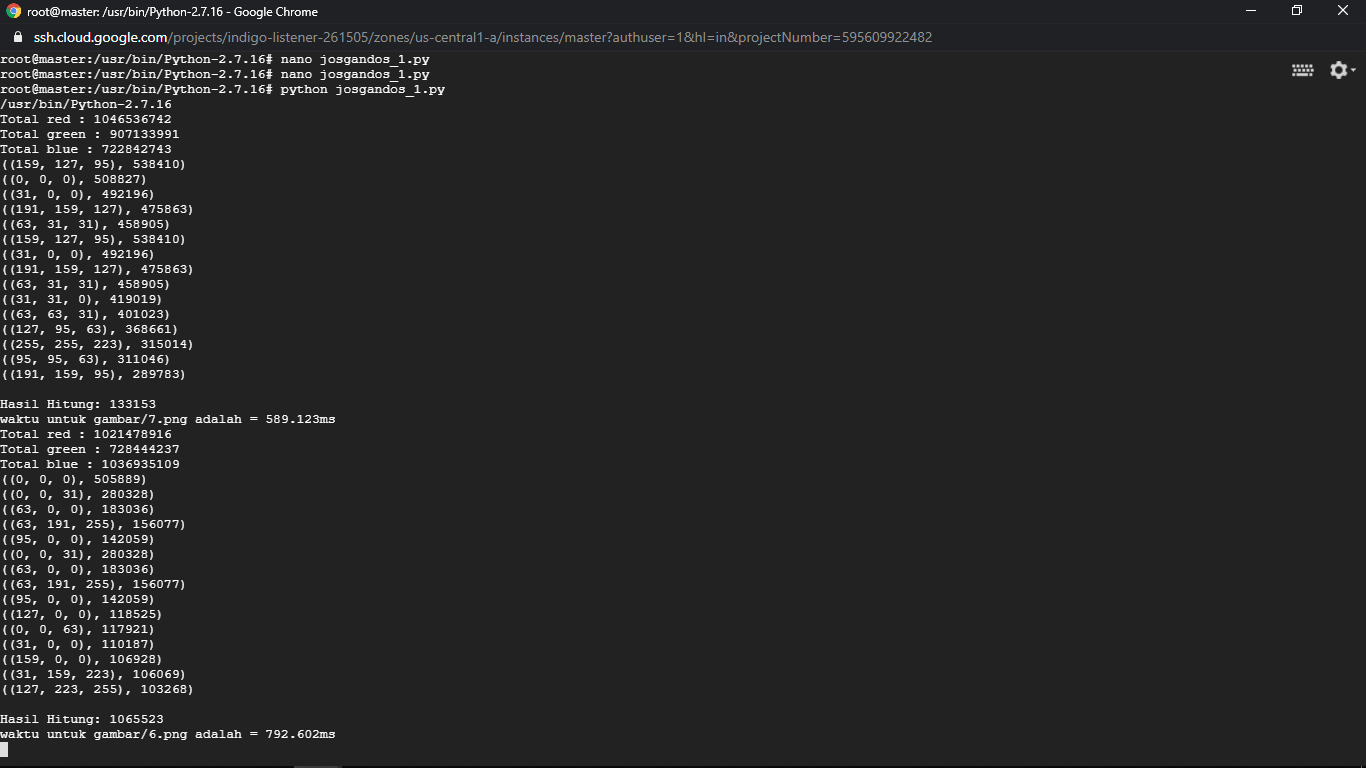 root@master: /usr/bin/Python-2.7.16 - Google Chrome
ssh.cloud.google.com/projects/indigo-listener-261505/zones/us-central1-a/instances/master?authuser=1&hl=in&projectNumber=595609922482
root@master:/usr/bin/Python-2.7.16# nano josgandos_1.py
root@master:/usr/bin/Python-2.7.16# nano josgandos_1.py
root@master:/usr/bin/Python-2.7.16# python josgandos_1.py
/usr/bin/Python-2.7.16
Total red : 1046536742
Total green : 907133991
Total blue : 722842743
((159, 127, 95), 538410)
((0, 0, 0), 508827)
((31, 0, 0), 492196)
((191, 159, 127), 475863)
((63, 31, 31), 458905)
((159, 127, 95), 538410)
((31, 0, 0), 492196)
((191, 159, 127), 475863)
((63, 31, 31), 458905)
((31, 31, 0), 419019)
((63, 63, 31), 401023)
((127, 95, 63), 368661)
((255, 255, 223), 315014)
((95, 95, 63), 311046)
((191, 159, 95), 289783)
Hasil Hitung: 133153
waktu untuk gambar/7.png adalah = 589.123ms
Total red : 1021478916
Total green : 728444237
Total blue : 1036935109
((0, 0, 0), 505889)
((0, 0, 31), 280328)
((63, 0, 0), 183036)
((63, 191, 255), 156077)
((95, 0, 0), 142059)
((0, 0, 31), 280328)
((63, 0, 0), 183036)
((63, 191, 255), 156077)
((95, 0, 0), 142059)
((127, 0, 0), 118525)
((0, 0, 63), 117921)
((31, 0, 0), 110187)
((159, 0, 0), 106928)
((31, 159, 223), 106069)
((127, 223, 255), 103268)
Hasil Hitung: 1065523
waktu untuk gambar/6.png adalah = 792.602ms